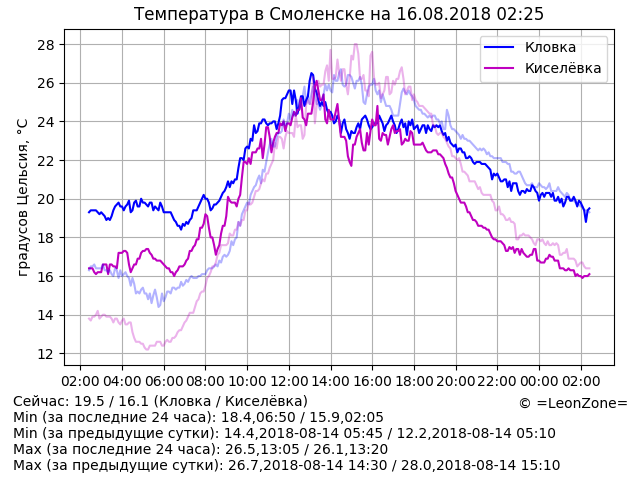 Температура в Смоленске на 16.08.2018 02:25
Кловка
Киселёвка
градусов Цельсия, °C
28
26
24
22
20
18
16
14
12
02:00 04:00 06:00 08:00 10:00 12:00 14:00 16:00 18:00 20:00 22:00 00:00 02:00
Сейчас: 19.5 / 16.1 (Кловка / Киселёвка)
© =LeonZone=
Min (за последние 24 часа): 18.4,06:50 / 15.9,02:05
Min (за предыдущие сутки): 14.4,2018-08-14 05:45 / 12.2,2018-08-14 05:10
Max (за последние 24 часа): 26.5,13:05 / 26.1,13:20
Max (за предыдущие сутки): 26.7,2018-08-14 14:30 / 28.0,2018-08-14 15:10